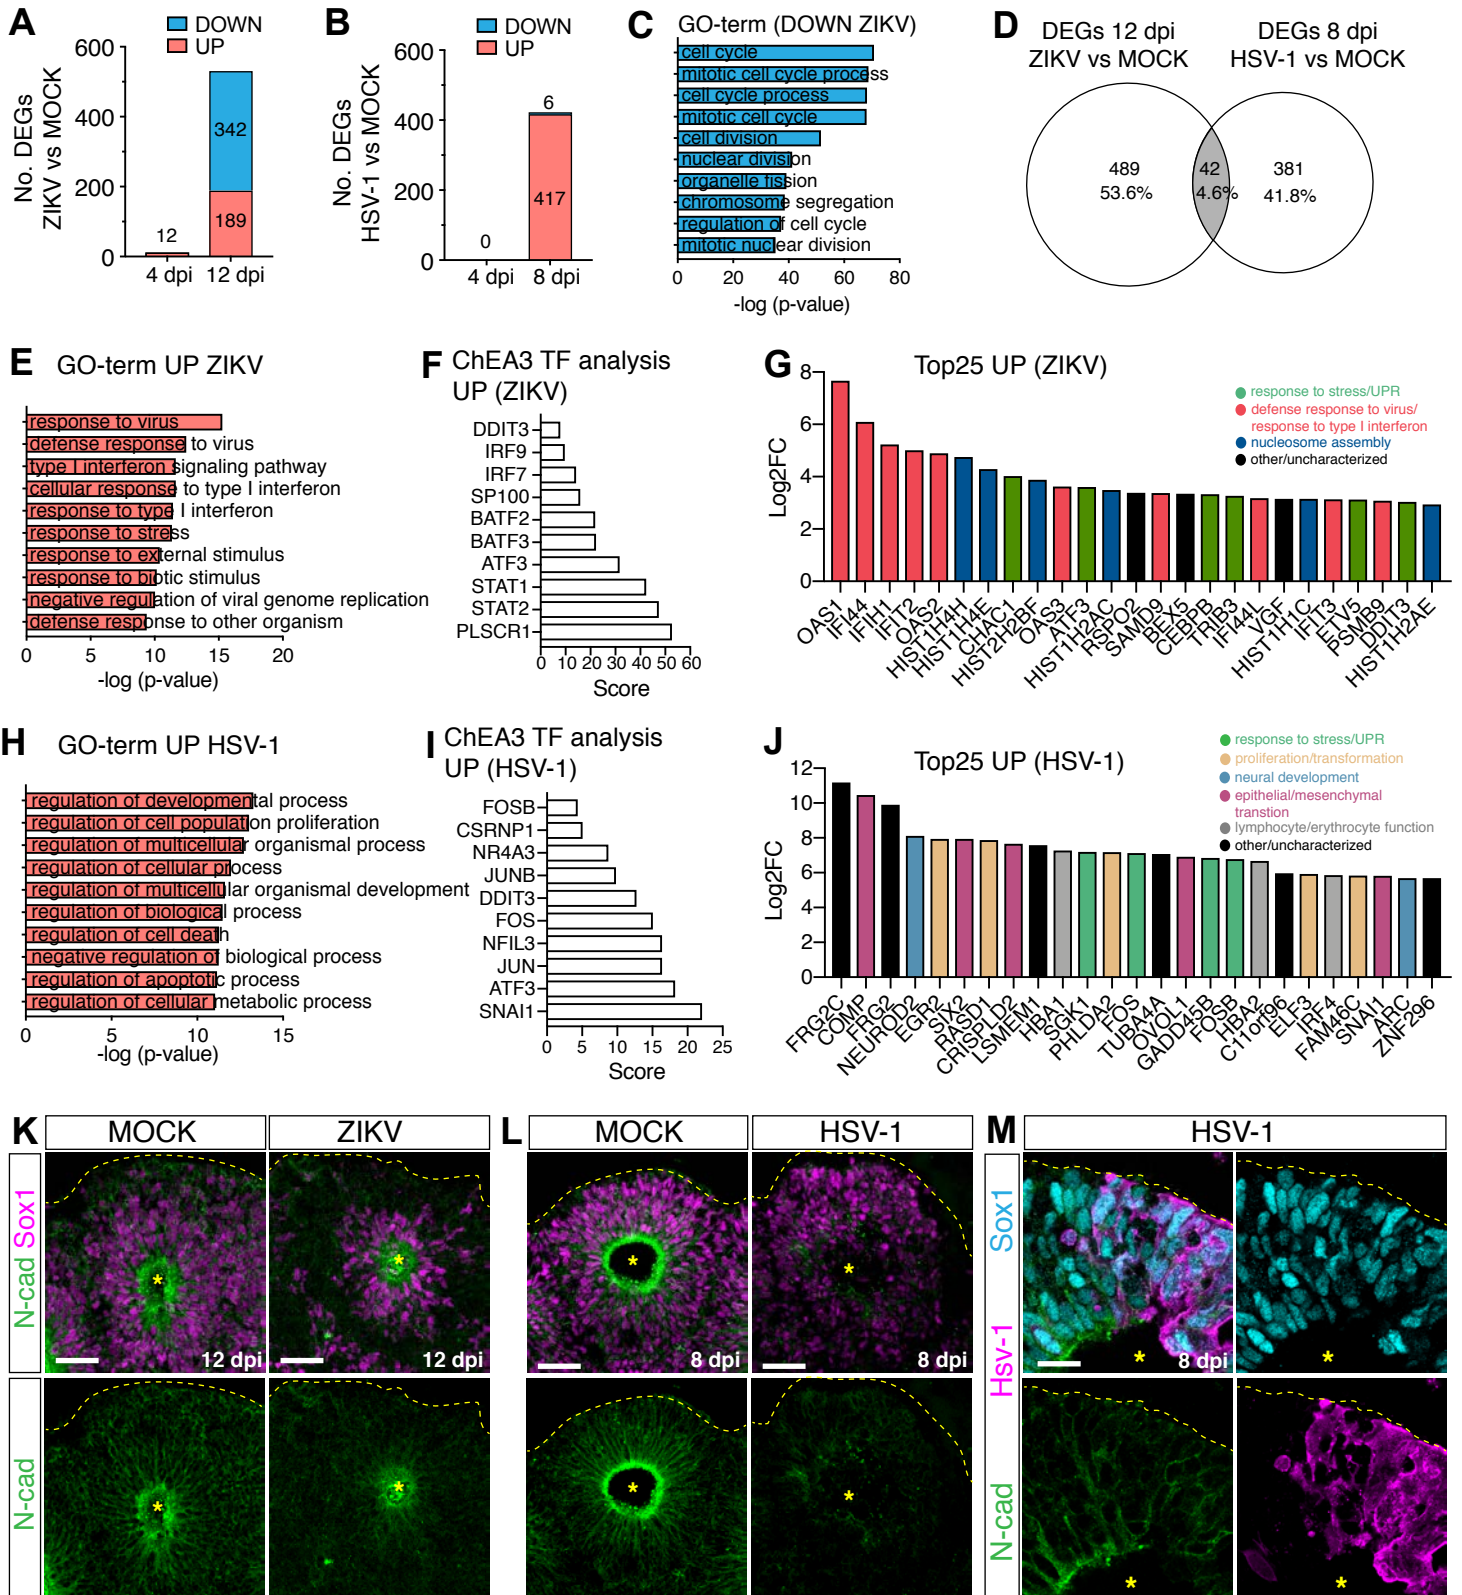 A
DOWN
UP
No. DEGs
ZIKV vs MOCK
600
400
200
0
342
189
12
4 dpi
12 dpi
B
DOWN
UP
No. DEGs
HSV-1 vs MOCK
600
400
200
0
6
417
0
4 dpi
8 dpi
C
GO-term (DOWN ZIKV)
cell cycle
mitotic cell cycle process
cell cycle process
mitotic cell cycle
cell division
nuclear division
organelle fission
chromosome segregation
regulation of cell cycle
mitotic nuclear division
0 20 40 60 80
-log (p-value)
D
DEGs 12 dpi
ZIKV vs MOCK
DEGs 8 dpi
HSV-1 vs MOCK
489
53.6%
42
4.6%
381
41.8%
E
GO-term UP ZIKV
response to virus
defense response to virus
type I interferon signaling pathway
cellular response to type I interferon
response to type I interferon
response to stress
response to external stimulus
response to biotic stimulus
negative regulation of viral genome replication
defense response to other organism
0 5 10 15 20
-log (p-value)
F
ChEA3 TF analysis
UP (ZIKV)
DDIT3
IRF9
IRF7
SP100
BATF2
BATF3
ATF3
STAT1
STAT2
PLSCR1
0 10 20 30 40 50 60
Score
G
Top25 UP (ZIKV)
response to stress/UPR
defense response to virus/
response to type I interferon
nucleosome assembly
other/uncharacterized
Log2FC
8
6
4
2
0
OAS1
IFI44
IFIH1
IFIT2
OAS2
HIST1H4H
HIST1H4E
CHAC1
HIST2H2BF
OAS3
ATF3
HIST1H2AC
RSPO2
SAMD9
BEX5
CEBPB
TRIB3
IFI44L
VGF
HIST1H1C
IFIT3
ETV5
PSMB9
DDIT3
HIST1H2AE
H
GO-term UP HSV-1
regulation of developmental process
regulation of cell population proliferation
regulation of multicellular organismal process
regulation of cellular process
regulation of multicellular organismal development
regulation of biological process
regulation of cell death
negative regulation of biological process
regulation of apoptotic process
regulation of cellular metabolic process
0 5 10 15
-log (p-value)
I
ChEA3 TF analysis
UP (HSV-1)
FOSB
CSRNP1
NR4A3
JUNB
DDIT3
FOS
NFIL3
JUN
ATF3
SNAI1
0 5 10 15 20 25
Score
J
Top25 UP (HSV-1)
response to stress/UPR
proliferation/transformation
neural development
epithelial/mesenchymal
transtion
lymphocyte/erythrocyte function
other/uncharacterized
Log2FC
12
10
8
6
4
2
0
FRG2C
COMP
FRG2
NEUROD2
EGR2
SIX2
RASD1
CRISPLD2
LSMEM1
HBA1
SGK1
PHLDA2
FOS
TUBA4A
OVOL1
GADD45B
FOSB
HBA2
C11orf96
ELF3
IRF4
FAM46C
SNAI1
ARC
ZNF296
K
MOCK
ZIKV
N-cad Sox1
12 dpi
12 dpi
N-cad
*
*
*
*
L
MOCK
HSV-1
8 dpi
8 dpi
*
*
*
*
M
HSV-1
Sox1
Hsv-1
N-cad
8 dpi
*
*
*
*